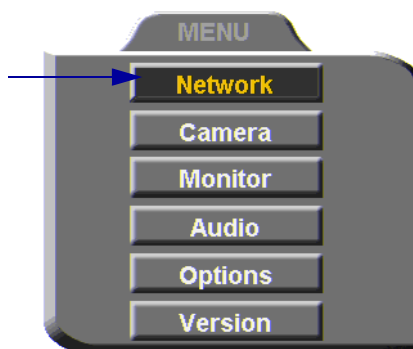 MENU
Network
Camera
Monitor
Audio
Options
Version